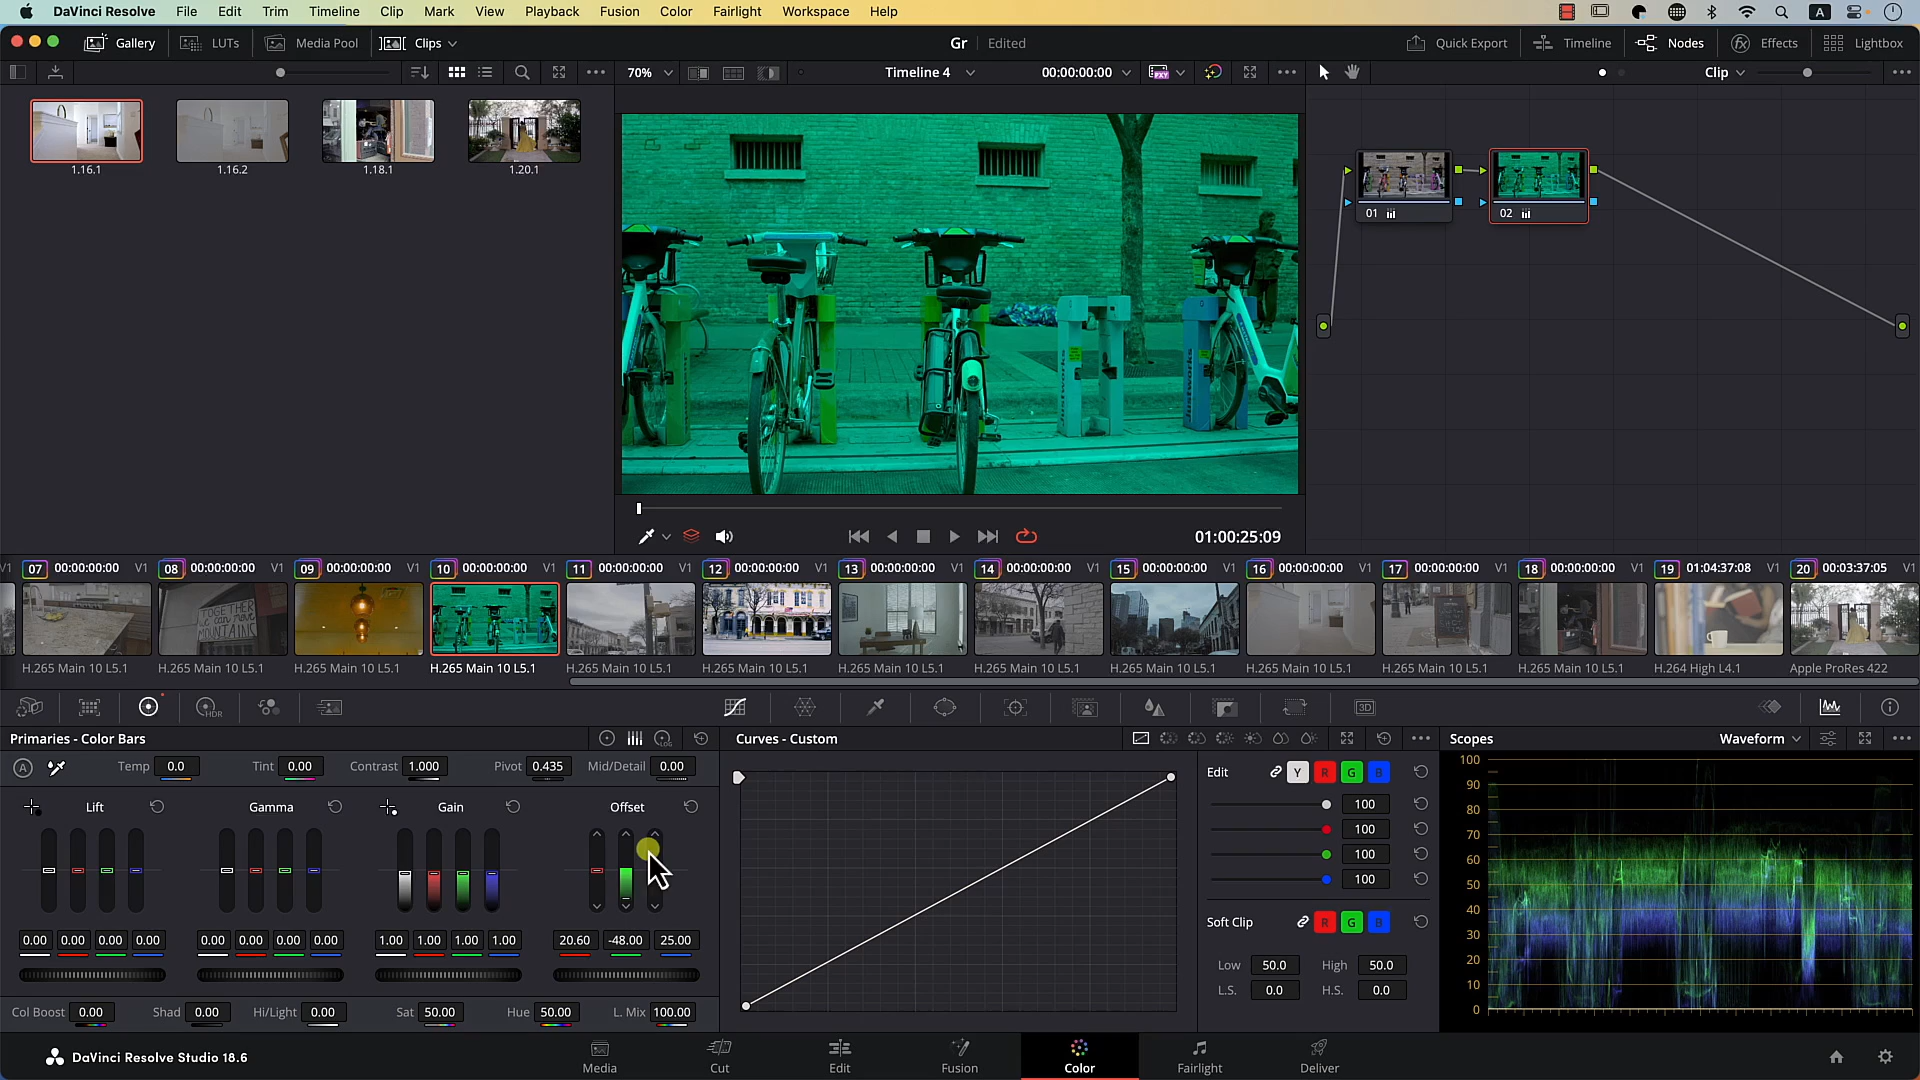 DaVinci Resolve File Edit Trim Timeline Clip Mark View Playback Fusion Color Fairlight Workspace Help A
Gallery LUTs Media Pool Clips Gr Edited Quick Export Timeline Nodes Effects Lightbox
70% Timeline 4 00:00:00:00 PXY Clip
1.16.1 1.16.2 1.18.1 1.20.1
justworks justworks justworks
01 02
01:00:25:09
V1 07 00:00:00:00 V1 08 00:00:00:00 V1 09 00:00:00:00 V1 10 00:00:00:00 V1 11 00:00:00:00 V1 12 00:00:00:00 V1 13 00:00:00:00 V1 14 00:00:00:00 V1 15 00:00:00:00 V1 16 00:00:00:00 V1 17 00:00:00:00 V1 18 00:00:00:00 V1 19 01:04:37:08 V1 20 00:03:37:05 V1
TOGETHER
we can move
MOUNTAINS
H.265 Main 10 L5.1 H.265 Main 10 L5.1 H.265 Main 10 L5.1 H.265 Main 10 L5.1 H.265 Main 10 L5.1 H.265 Main 10 L5.1 H.265 Main 10 L5.1 H.265 Main 10 L5.1 H.265 Main 10 L5.1 H.265 Main 10 L5.1 H.265 Main 10 L5.1 H.265 Main 10 L5.1 H.264 High L4.1 Apple ProRes 422
HDR 3D
Primaries - Color Bars LOG Curves - Custom Scopes Waveform
A Temp 0.0 Tint 0.00 Contrast 1.000 Pivot 0.435 Mid/Detail 0.00
Lift Gamma Gain Offset
0.00 0.00 0.00 0.00 0.00 0.00 0.00 0.00 1.00 1.00 1.00 1.00 20.60 -48.00 25.00
Col Boost 0.00 Shad 0.00 Hi/Light 0.00 Sat 50.00 Hue 50.00 L. Mix 100.00
Edit Y R G B
100
100
100
100
Soft Clip R G B
Low 50.0 High 50.0
L.S. 0.0 H.S. 0.0
100
90
80
70
60
50
40
30
20
10
0
DaVinci Resolve Studio 18.6
Media Cut Edit Fusion Color Fairlight Deliver